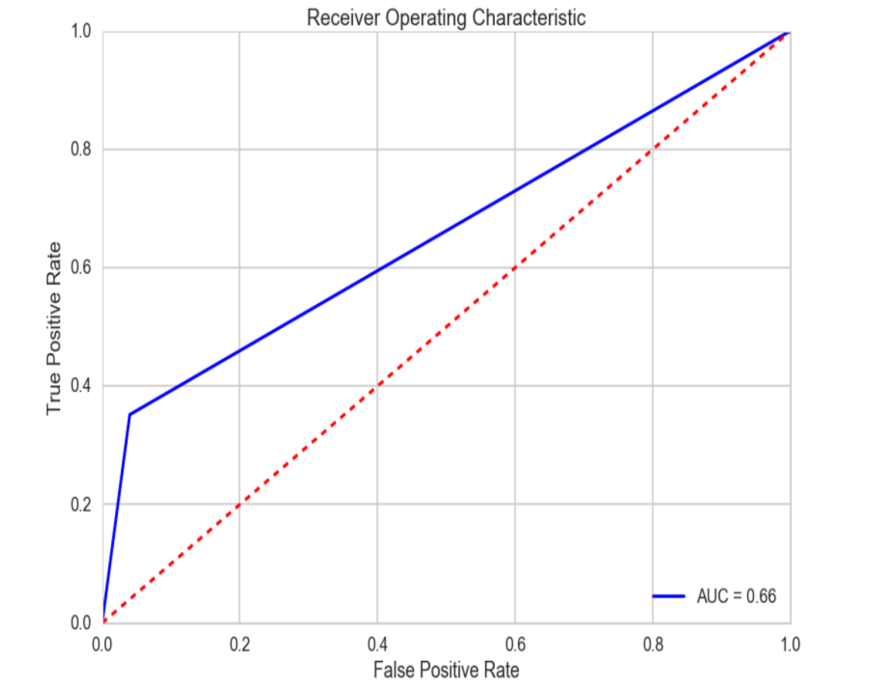 Receiver Operating Characteristic
1.0
0.8
0.6
0.4
0.2
0.0
True Positive Rate
AUC = 0.66
0.0 0.2 0.4 0.6 0.8 1.0
False Positive Rate